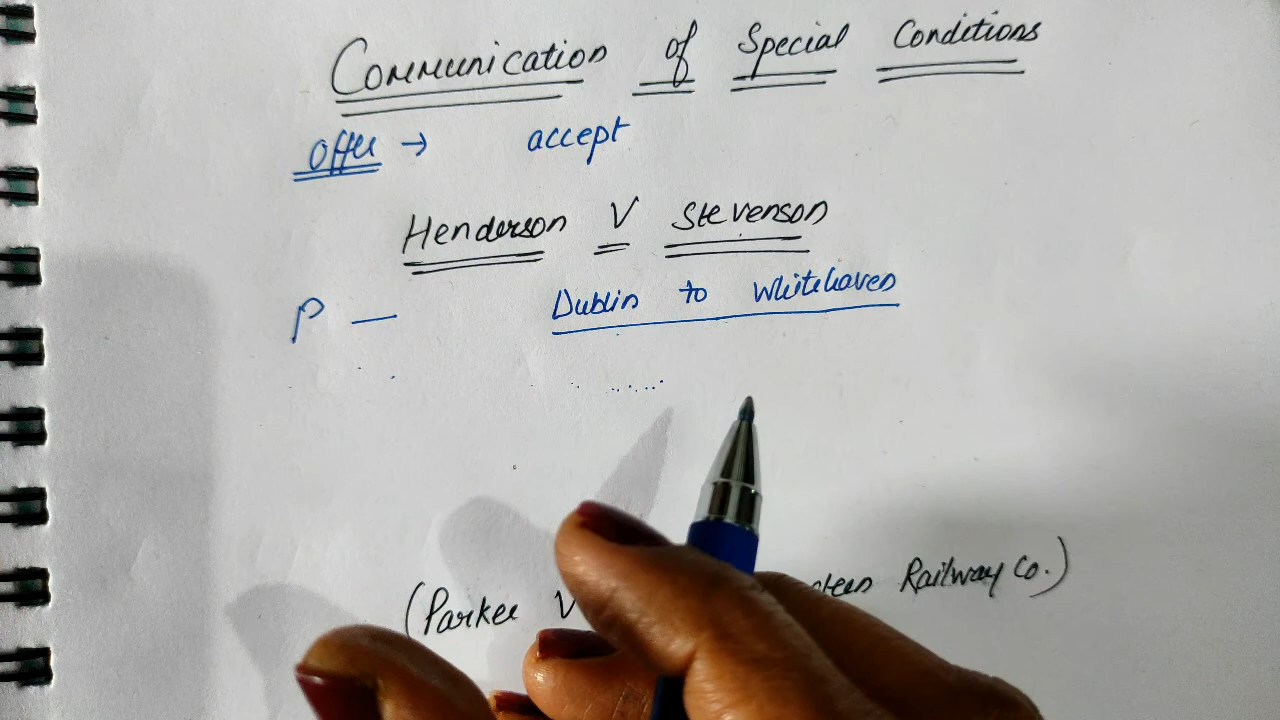 Communication of Special Conditions
Offer → accept
Henderson V Stevenson
P — Dublin to Whitehaven
(Parker V Railway Co.)